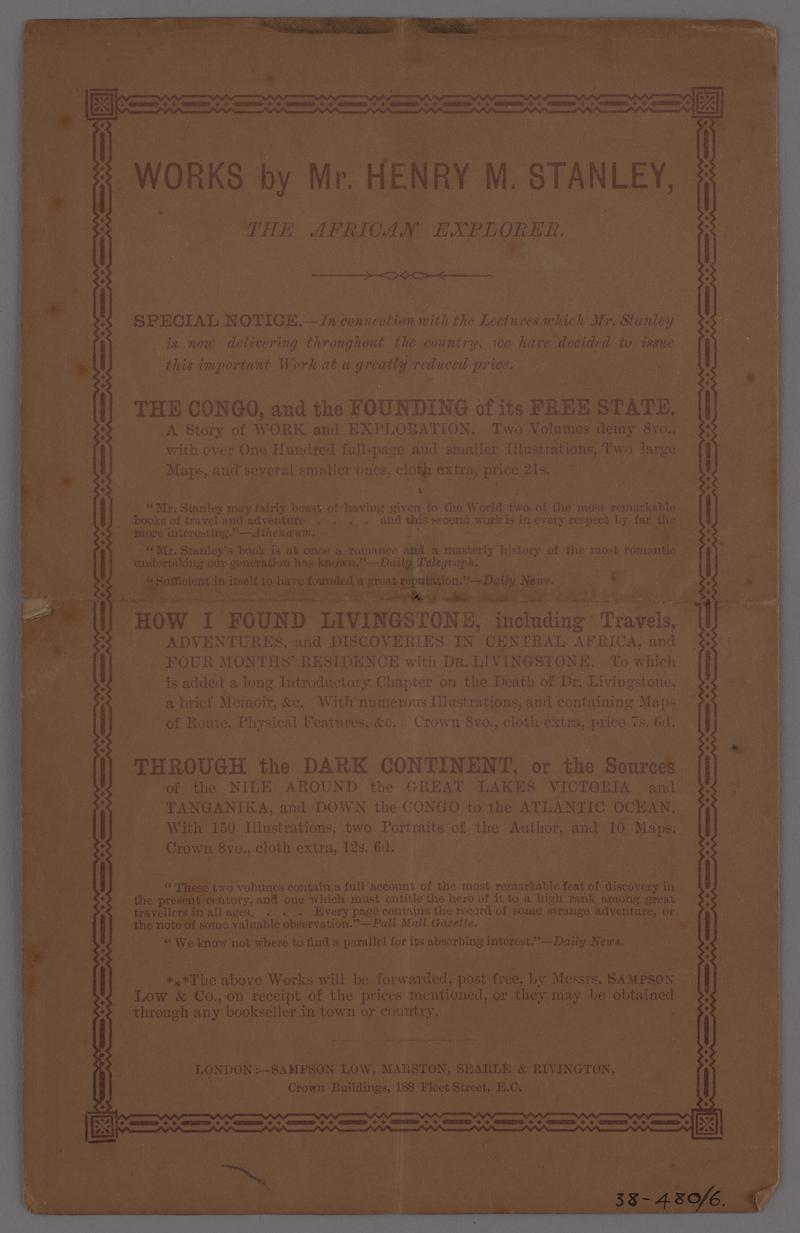 WORKS by Mr. HENRY M. STANLEY,
THE AFRICAN EXPLORER.
SPECIAL NOTICE.—In connection with the Lectures which Mr. Stanley
is now delivering throughout the country, we have decided to issue
this important Work at a greatly reduced price.
THE CONGO, and the FOUNDING of its FREE STATE.
A Story of WORK and EXPLORATION. Two Volumes demy 8vo.,
with over One Hundred full-page and smaller Illustrations, Two large
Maps, and several smaller ones, cloth extra, price 21s.
"Mr. Stanley may fairly boast of having given to the World two of the most remarkable
books of travel and adventure . . . . and this second work is in every respect by far the
more interesting."—Athenæum.
"Mr. Stanley's book is at once a romance and a masterly history of the most romantic
undertaking our generation has known."—Daily Telegraph.
"Sufficient in itself to have founded a great reputation."—Daily News.
HOW I FOUND LIVINGSTONE, including Travels,
ADVENTURES, and DISCOVERIES IN CENTRAL AFRICA, and
FOUR MONTHS' RESIDENCE with DR. LIVINGSTONE. To which
is added a long Introductory Chapter on the Death of Dr. Livingstone,
a brief Memoir, &c. With numerous Illustrations, and containing Maps
of Route, Physical Features, &c. Crown 8vo., cloth extra, price 7s. 6d.
THROUGH the DARK CONTINENT, or the Sources
of the NILE AROUND the GREAT LAKES VICTORIA and
TANGANIKA, and DOWN the CONGO to the ATLANTIC OCEAN.
With 150 Illustrations, two Portraits of the Author, and 10 Maps.
Crown 8vo., cloth extra, 12s. 6d.
"These two volumes contain a full account of the most remarkable feat of discovery in
the present century, and one which must entitle the hero of it to a high rank among great
travellers in all ages. . . . Every page contains the record of some strange adventure, or
the note of some valuable observation."—Pall Mall Gazette.
"We know not where to find a parallel for its absorbing interest."—Daily News.
*⁎*The above Works will be forwarded, post free, by Messrs. SAMPSON
LOW & Co., on receipt of the prices mentioned, or they may be obtained
through any bookseller in town or country.
LONDON:—SAMPSON LOW, MARSTON, SEARLE & RIVINGTON,
Crown Buildings, 188 Fleet Street, E.C.
38-480/6.